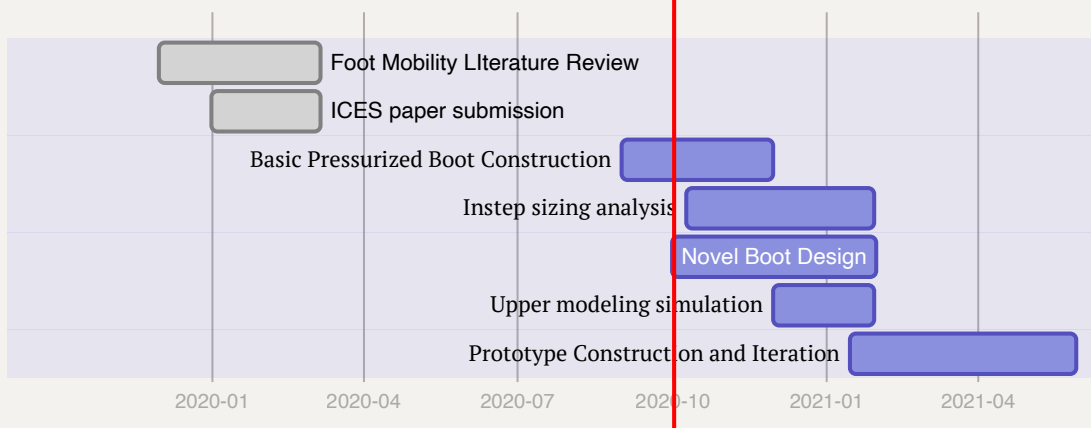 Foot Mobility LIterature Review
ICES paper submission
Basic Pressurized Boot Construction
Instep sizing analysis
Novel Boot Design
Upper modeling simulation
Prototype Construction and Iteration
2020-01 2020-04 2020-07 2020-10 2021-01 2021-04